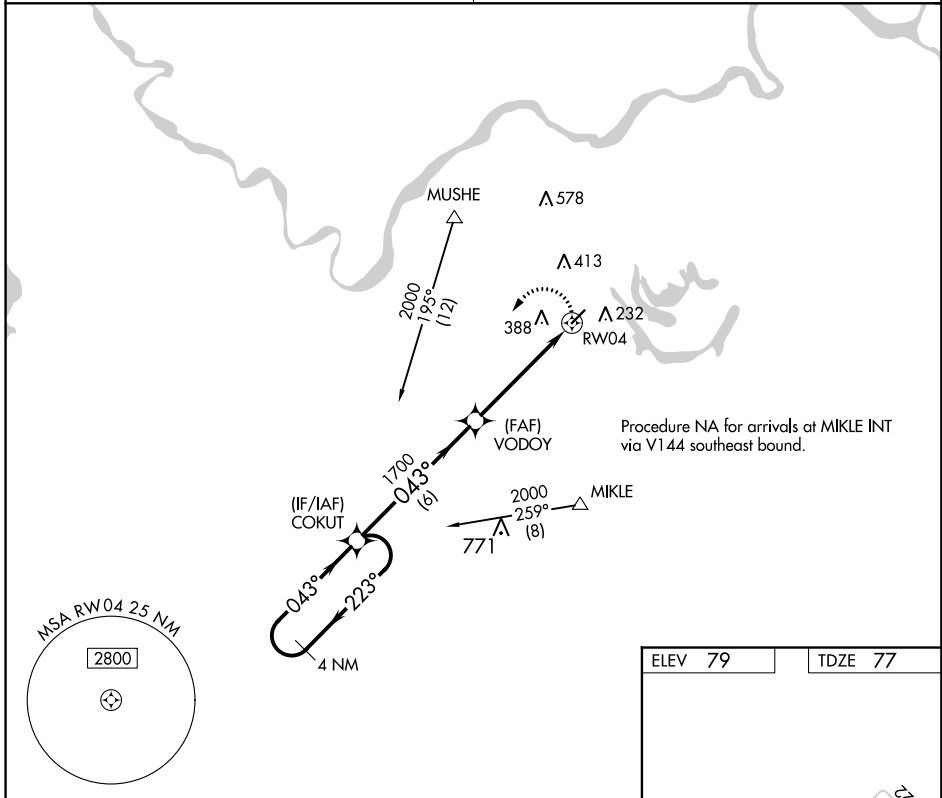 MUSHE
578
413
2000
195°
(12)
388
232
RW04
(FAF)
VODOY
Procedure NA for arrivals at MIKLE INT
via V144 southeast bound.
1700
043°
(6)
(IF/IAF)
COKUT
2000
259°
(8)
MIKLE
771
043°
223°
4 NM
MSA RW04 25 NM
2800
ELEV 79
TDZE 77
22